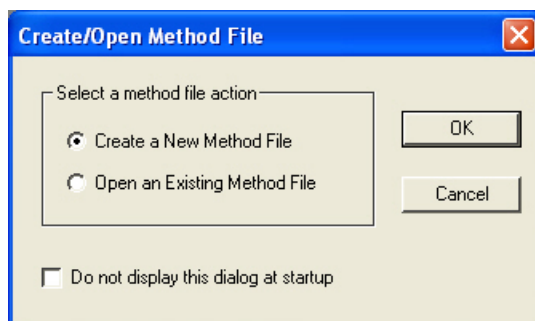 Create/Open Method File
Select a method file action
Create a New Method File
Open an Existing Method File
OK
Cancel
Do not display this dialog at startup